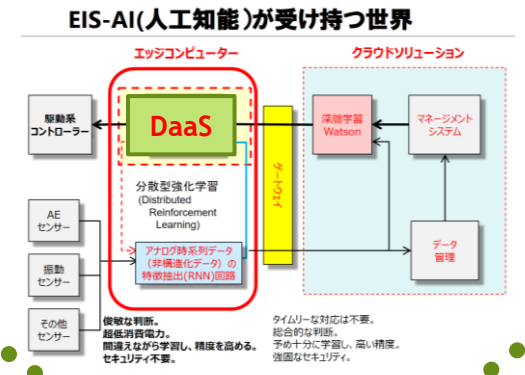 EIS-AI(人工知能)が受け持つ世界
エッジコンピューター
クラウドソリューション
駆動系
コントローラー
DaaS
深層学習
Watson
マネージメント
システム
ゲートウェイ
分散型強化学習
(Distributed
Reinforcement
Learning)
AE
センサー
アナログ時系列データ
(非構造化データ)の
特徴抽出(RNN)回路
データ
管理
振動
センサー
その他
センサー
俊敏な判断。
超低消費電力。
間違えながら学習し、精度を高める。
セキュリティ不要。
タイムリーな対応は不要。
総合的な判断。
予め十分に学習し、高い精度。
強固なセキュリティ。